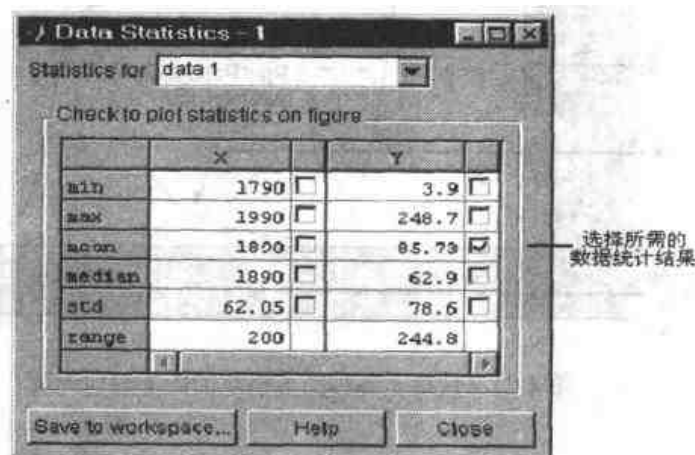 Data Statistics - 1
Statistics for data 1
Check to plot statistics on figure
X Y
min 1790 3.9
max 1990 248.7
mean 1890 85.73
median 1890 62.9
std 62.05 78.6
range 200 244.8
选择所需的
数据统计结果
Save to workspace... Help Close